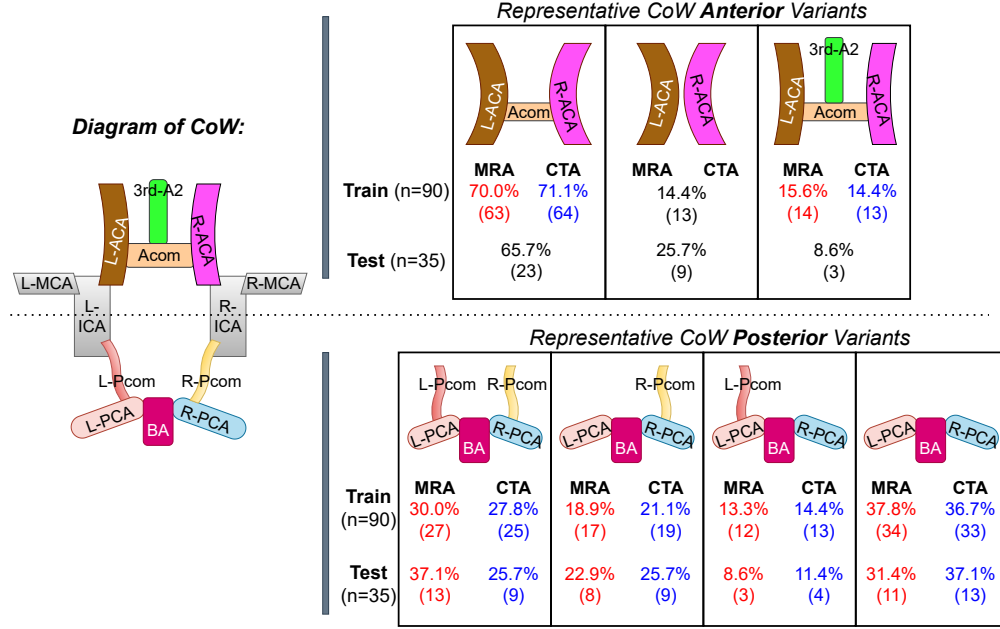 Representative CoW Anterior Variants
Diagram of CoW:
3rd-A2
L-ACA
R-ACA
Acom
L-MCA
R-MCA
L-
ICA
R-
ICA
L-Pcom
R-Pcom
L-PCA
BA
R-PCA
L-ACA
Acom
R-ACA
L-ACA
R-ACA
3rd-A2
L-ACA
Acom
R-ACA
MRA CTA MRA CTA MRA CTA
Train (n=90) 70.0% 71.1% 14.4% 15.6% 14.4%
(63) (64) (13) (14) (13)
Test (n=35) 65.7% 25.7% 8.6%
(23) (9) (3)
Representative CoW Posterior Variants
L-Pcom R-Pcom
L-PCA BA R-PCA
R-Pcom
L-PCA BA R-PCA
L-Pcom
L-PCA BA R-PCA
L-PCA BA R-PCA
MRA CTA MRA CTA MRA CTA MRA CTA
Train 30.0% 27.8% 18.9% 21.1% 13.3% 14.4% 37.8% 36.7%
(n=90) (27) (25) (17) (19) (12) (13) (34) (33)
Test 37.1% 25.7% 22.9% 25.7% 8.6% 11.4% 31.4% 37.1%
(n=35) (13) (9) (8) (9) (3) (4) (11) (13)